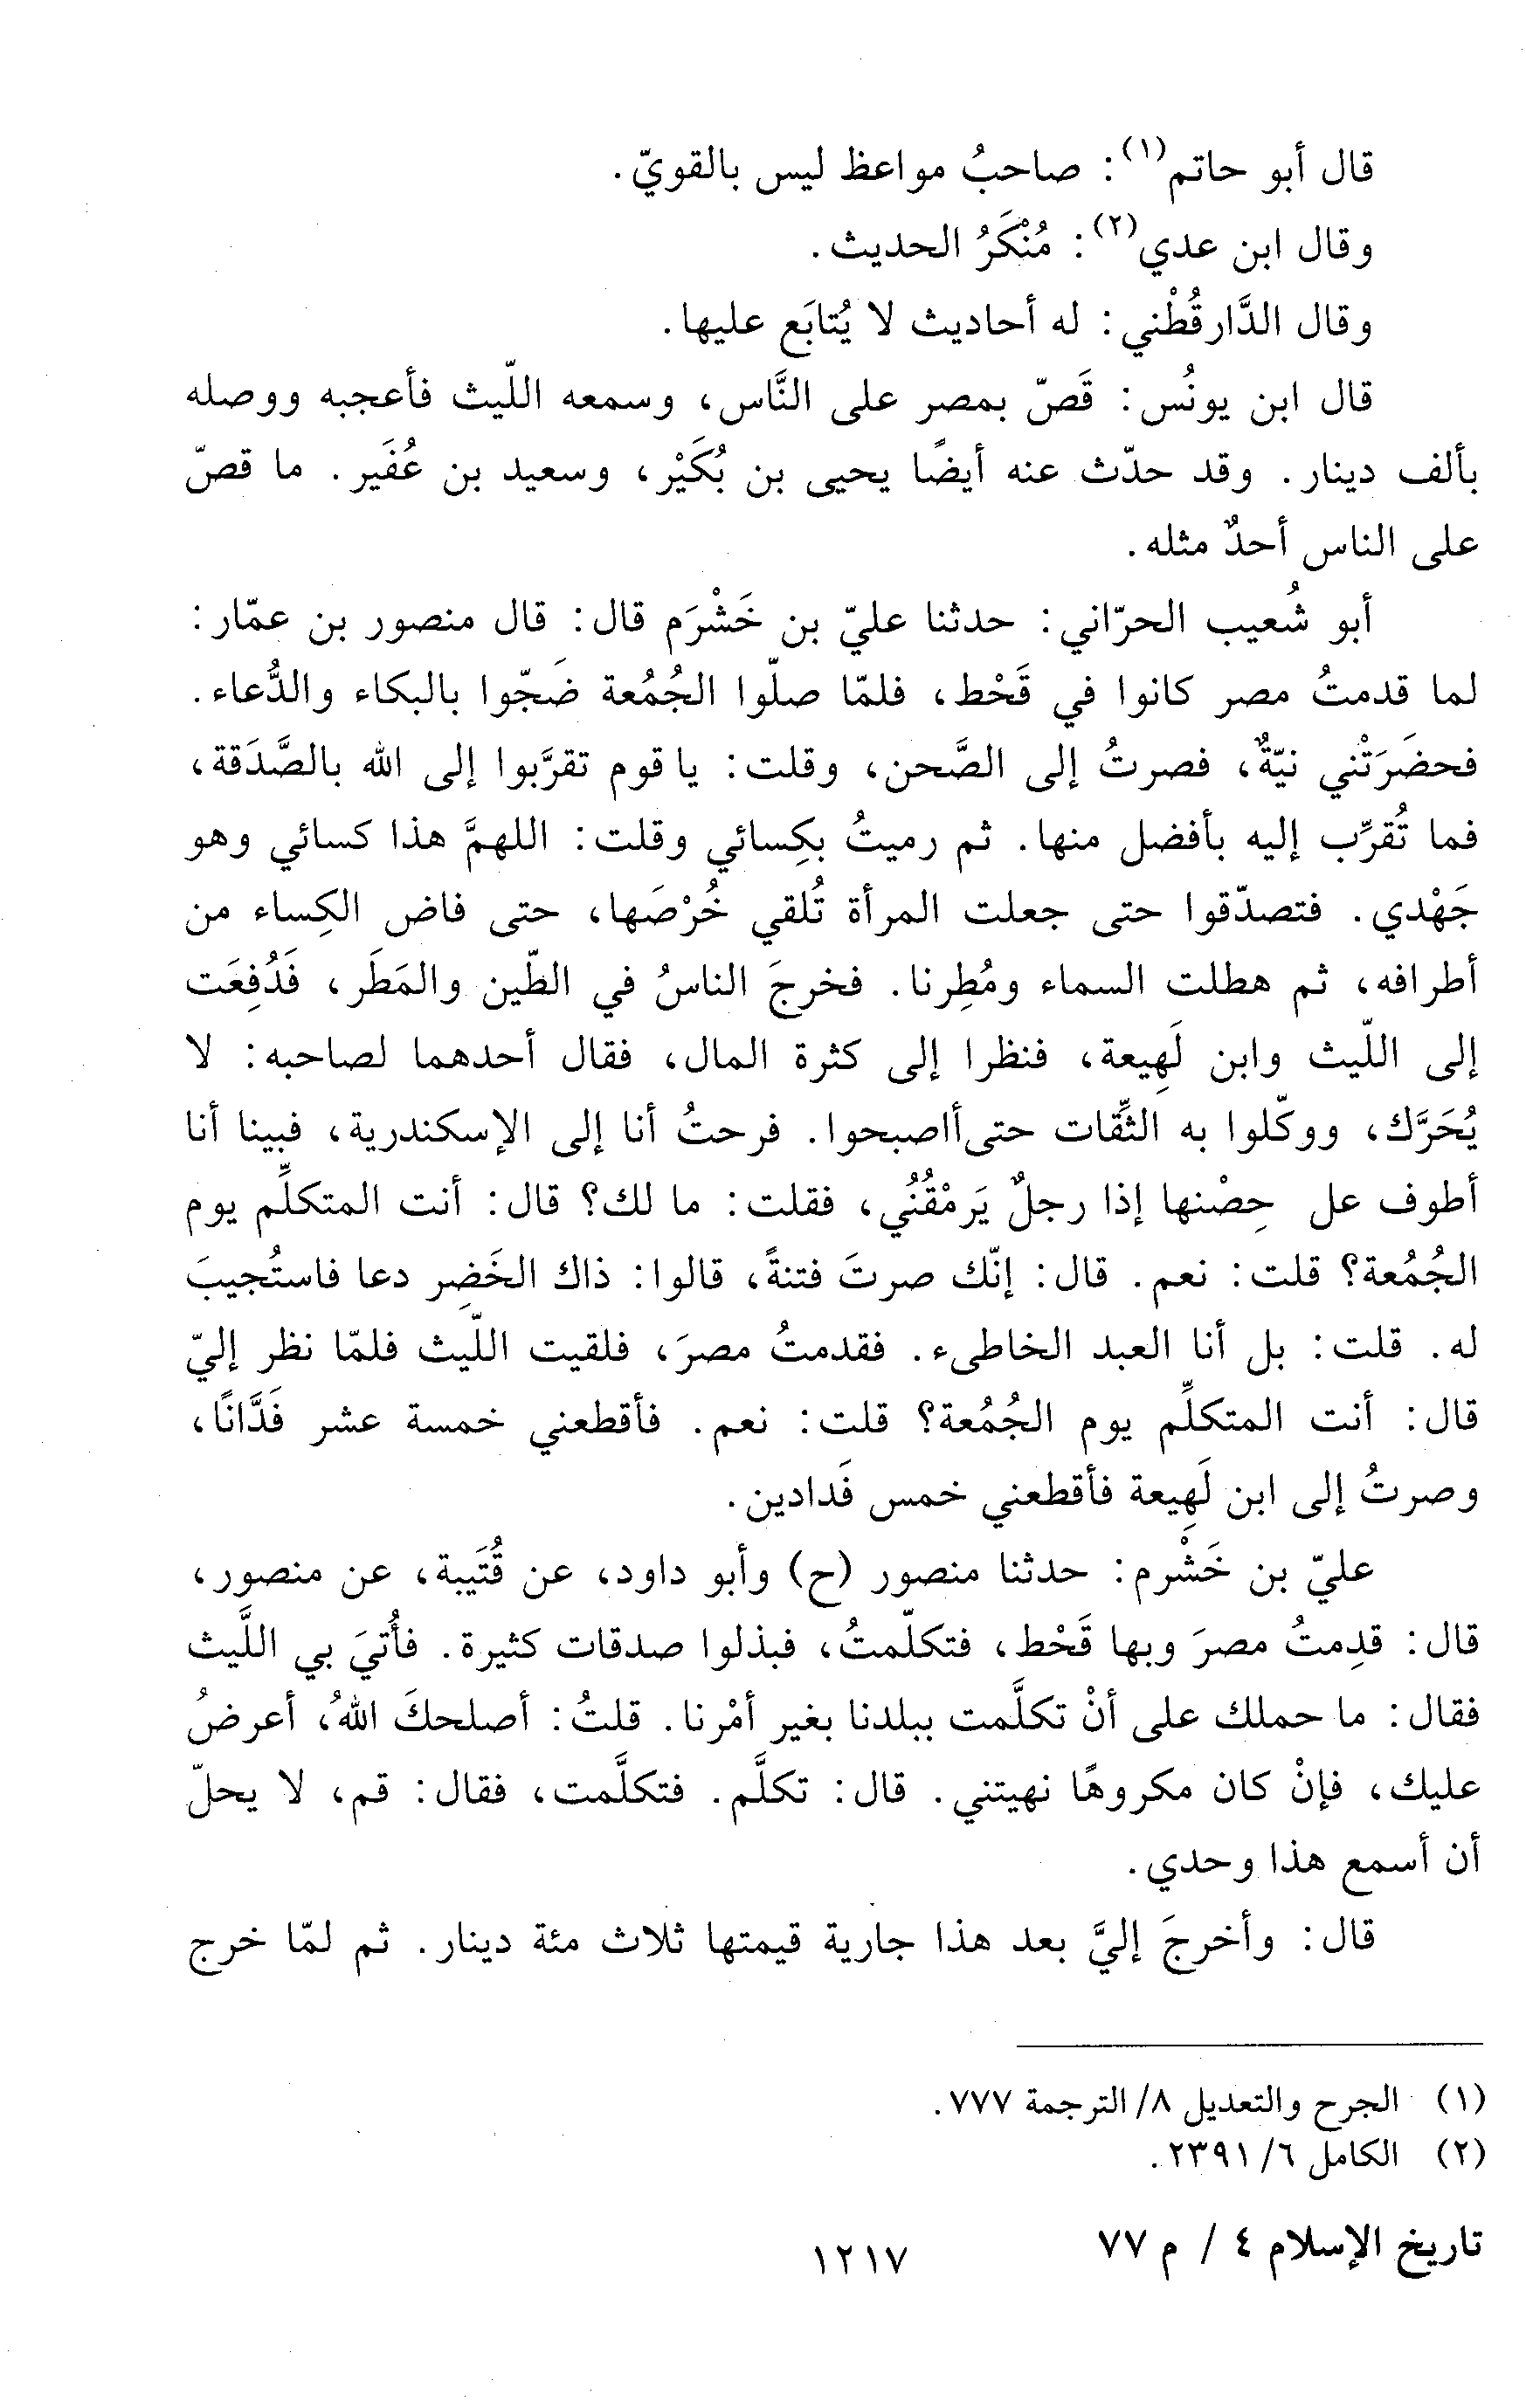 قال أبو حاتم(١): صاحبُ مواعظ ليس بالقويّ.
وقال ابن عدي(٢): مُنْكَرُ الحديث.
وقال الدَّارقُطْني: له أحاديث لا يُتابَع عليها.
قال ابن يونُس: قَصّ بمصر على النَّاس، وسمعه اللّيث فأعجبه ووصله
بألف دينار. وقد حدّث عنه أيضًا يحيى بن بُكَيْر، وسعيد بن عُفَير. ما قصّ
على الناس أحدٌ مثله.
أبو شُعيب الحرّاني: حدثنا عليّ بن خَشْرَم قال: قال منصور بن عمّار:
لما قدمتُ مصر كانوا في قَحْط، فلمّا صلّوا الجُمُعة ضَجّوا بالبكاء والدُّعاء.
فحضَرَتْني نيّةٌ، فصرتُ إلى الصَّحن، وقلت: يا قوم تقرَّبوا إلى الله بالصَّدَقة،
فما تُقرِّب إليه بأفضل منها. ثم رميتُ بكِسائي وقلت: اللهمَّ هذا كسائي وهو
جَهْدي. فتصدّقوا حتى جعلت المرأة تُلقي خُرْصَها، حتى فاض الكِساء من
أطرافه، ثم هطلت السماء ومُطِرنا. فخرجَ الناسُ في الطّين والمَطَر، فَدُفِعَت
إلى اللّيث وابن لَهِيعة، فنظرا إلى كثرة المال، فقال أحدهما لصاحبه: لا
يُحَرَّك، ووكّلوا به الثِّقات حتى أاصبحوا. فرحتُ أنا إلى الإسكندرية، فبينا أنا
أطوف عل حِصْنها إذا رجلٌ يَرمْقُنُي، فقلت: ما لك؟ قال: أنت المتكلِّم يوم
الجُمُعة؟ قلت: نعم. قال: إنّك صرتَ فتنةً، قالوا: ذاك الخَضِر دعا فاستُجيبَ
له. قلت: بل أنا العبد الخاطىء. فقدمتُ مصرَ، فلقيت اللّيث فلمّا نظر إليّ
قال: أنت المتكلِّم يوم الجُمُعة؟ قلت: نعم. فأقطعني خمسة عشر فَدَّانًا،
وصرتُ إلى ابن لَهِيعة فأقطعني خمس فَدادين.
عليّ بن خَشْرم: حدثنا منصور (ح) وأبو داود، عن قُتَيبة، عن منصور،
قال: قدِمتُ مصرَ وبها قَحْط، فتكلّمتُ، فبذلوا صدقات كثيرة. فأُتيَ بي اللَّيث
فقال: ما حملك على أنْ تكلَّمت ببلدنا بغير أمْرنا. قلتُ: أصلحكَ اللهُ، أعرضُ
عليك، فإنْ كان مكروهًا نهيتني. قال: تكلَّم. فتكلَّمت، فقال: قم، لا يحلّ
أن أسمع هذا وحدي.
قال: وأخرجَ إليَّ بعد هذا جارية قيمتها ثلاث مئة دينار. ثم لمّا خرج
(١) الجرح والتعديل ٨/ الترجمة ٧٧٧.
(٢) الكامل ٦/ ٢٣٩١.
تاريخ الإسلام ٤ / م ٧٧
١٢١٧